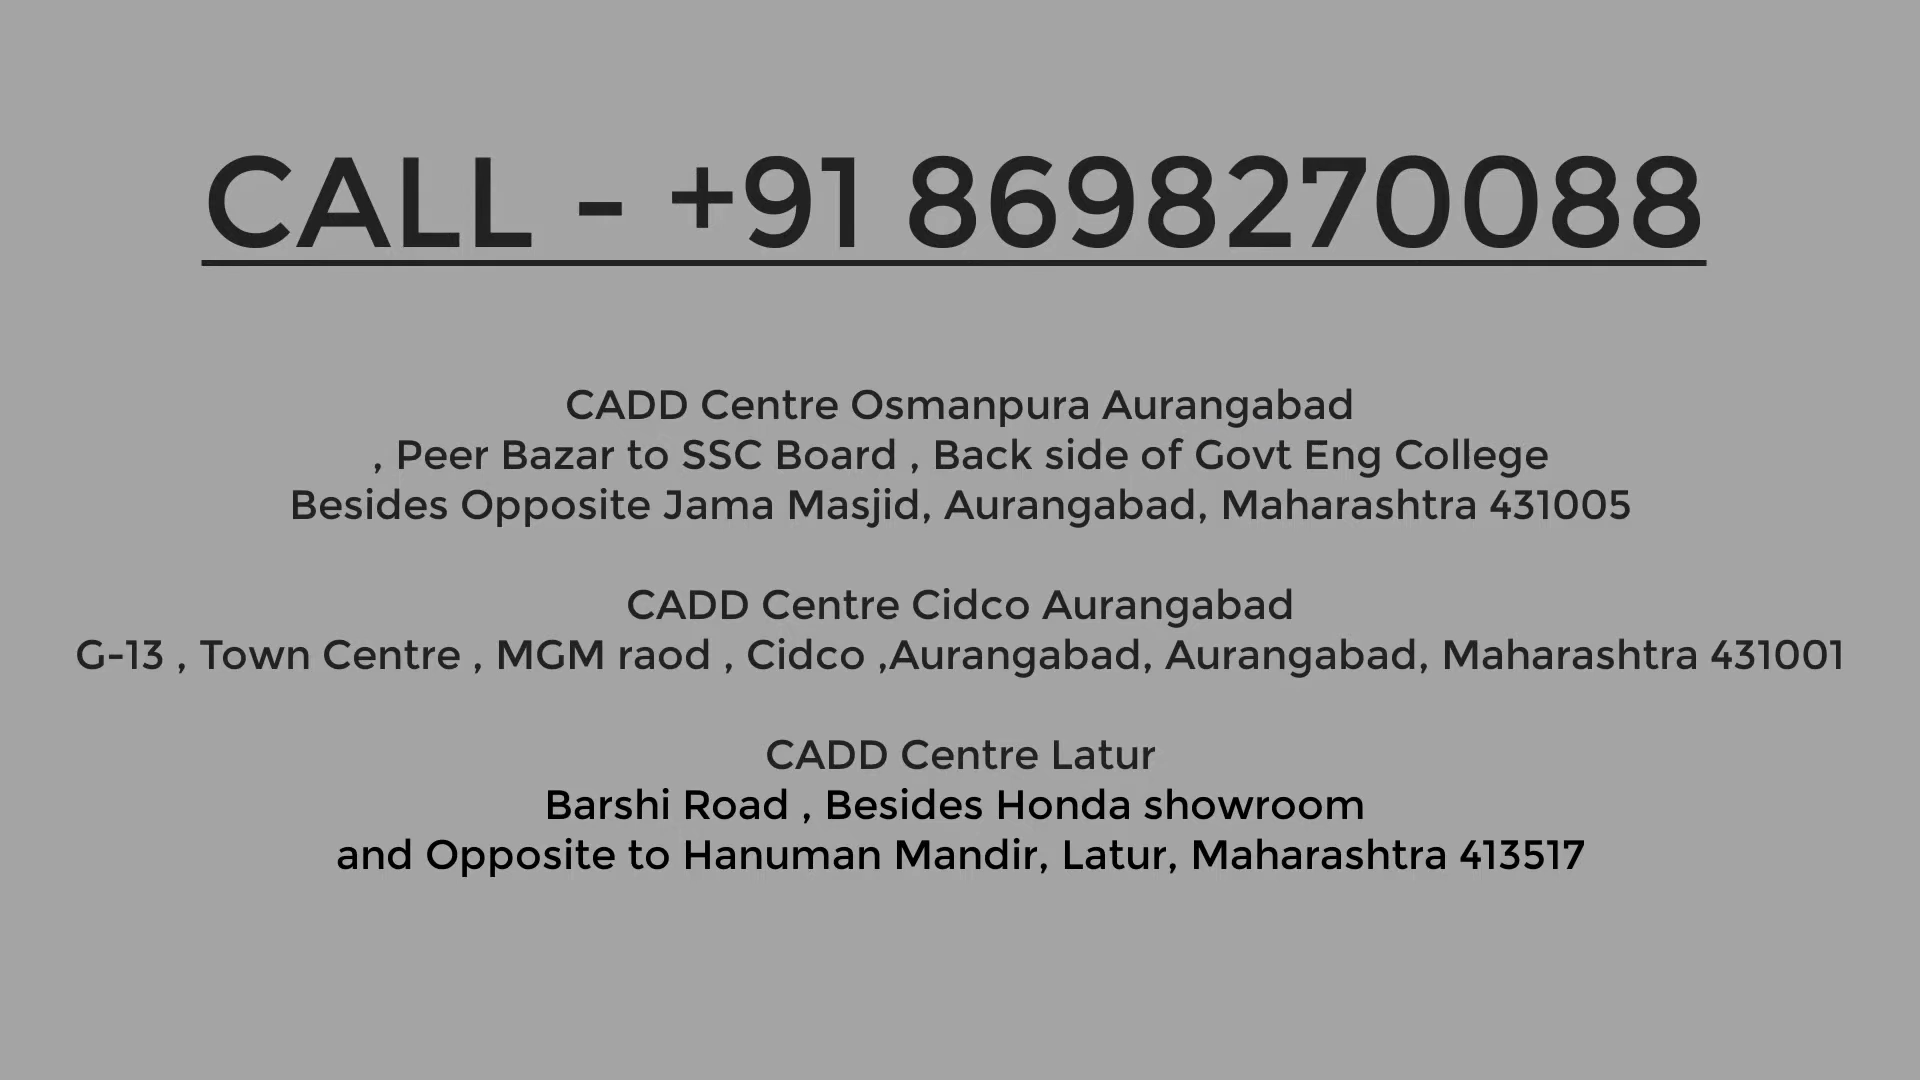 CALL - +91 8698270088
CADD Centre Osmanpura Aurangabad
, Peer Bazar to SSC Board , Back side of Govt Eng College
Besides Opposite Jama Masjid, Aurangabad, Maharashtra 431005
CADD Centre Cidco Aurangabad
G-13 , Town Centre , MGM raod , Cidco ,Aurangabad, Aurangabad, Maharashtra 431001
CADD Centre Latur
Barshi Road , Besides Honda showroom
and Opposite to Hanuman Mandir, Latur, Maharashtra 413517